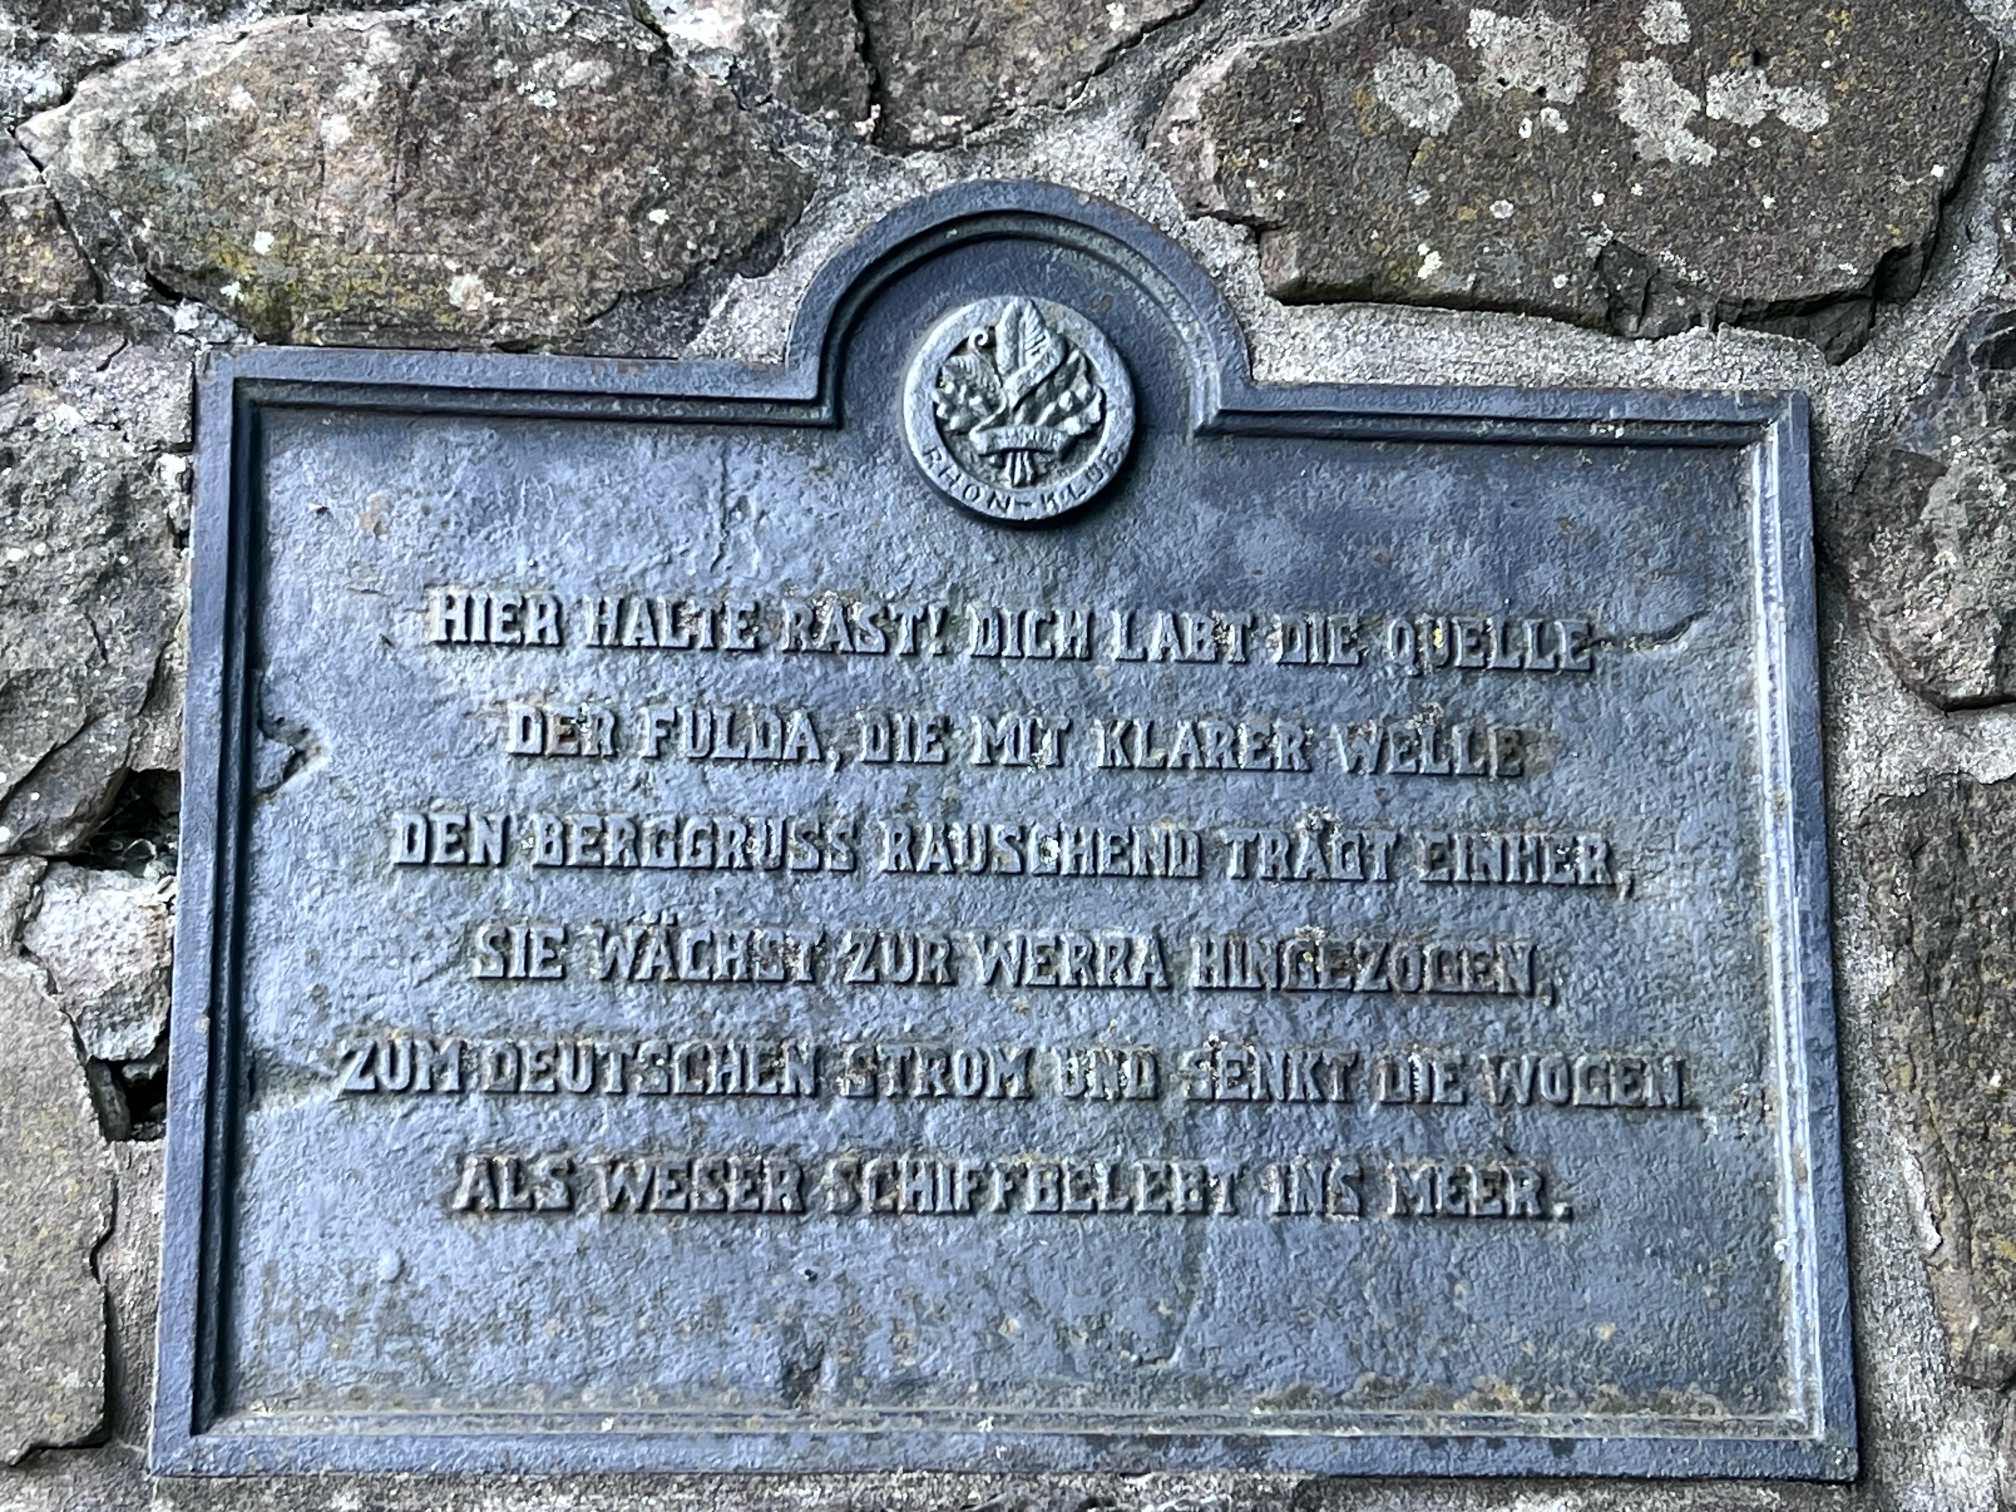 RHÖN-KLUB
HIER HALTE RAST! DICH LABT DIE QUELLE
DER FULDA, DIE MIT KLARER WELLE
DEN BERGGRUSS RAUSCHEND TRÄGT EINHER,
SIE WÄCHST ZUR WERRA HINGEZOGEN,
ZUM DEUTSCHEN STROM UND SENKT DIE WOGEN
ALS WESER SCHIFFBELEBT INS MEER.